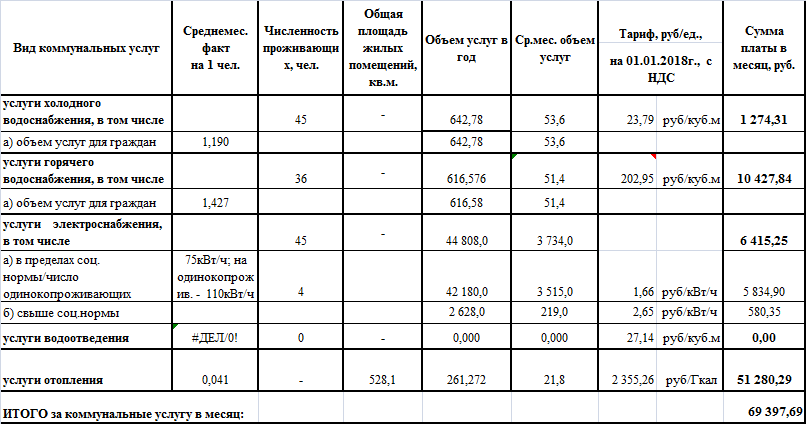 Вид коммунальных услуг
Среднемес.
факт
на 1 чел.
Численность
проживающи
х, чел.
Общая
площадь
жилых
помещений,
кв.м.
Объем услуг в
год
Ср.мес. объем
услуг
Тариф, руб/ед.,
на 01.01.2018г., с
НДС
Сумма
платы в
месяц, руб.
услуги холодного
водоснабжения, в том числе
45
-
642,78
53,6
23,79 руб/куб.м
1 274,31
а) объем услуг для граждан
1,190
642,78
53,6
услуги горячего
водоснабжения, в том числе
36
-
616,576
51,4
202,95 руб/куб.м
10 427,84
а) объем услуг для граждан
1,427
616,58
51,4
услуги электроснабжения,
в том числе
45
-
44 808,0
3 734,0
6 415,25
а) в пределах соц.
нормы/число
одинокопроживающих
75кВт/ч; на
одинокопрож
ив. - 110кВт/ч
4
42 180,0
3 515,0
1,66 руб/кВт/ч
5 834,90
б) свыше соц.нормы
2 628,0
219,0
2,65 руб/кВт/ч
580,35
услуги водоотведения
#ДЕЛ/0!
0
-
0,000
0,000
27,14 руб/куб.м
0,00
услуги отопления
0,041
-
528,1
261,272
21,8
2 355,26 руб/Гкал
51 280,29
ИТОГО за коммунальные услугу в месяц:
69 397,69